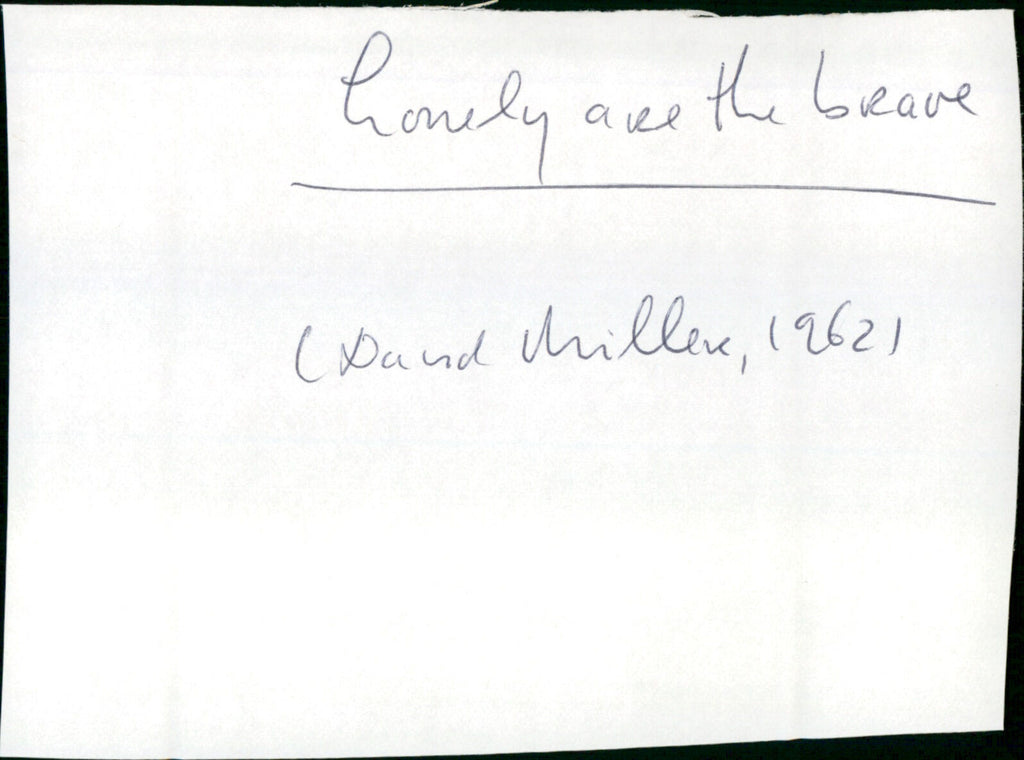 Lonely are the brave
(David Miller, 1962)